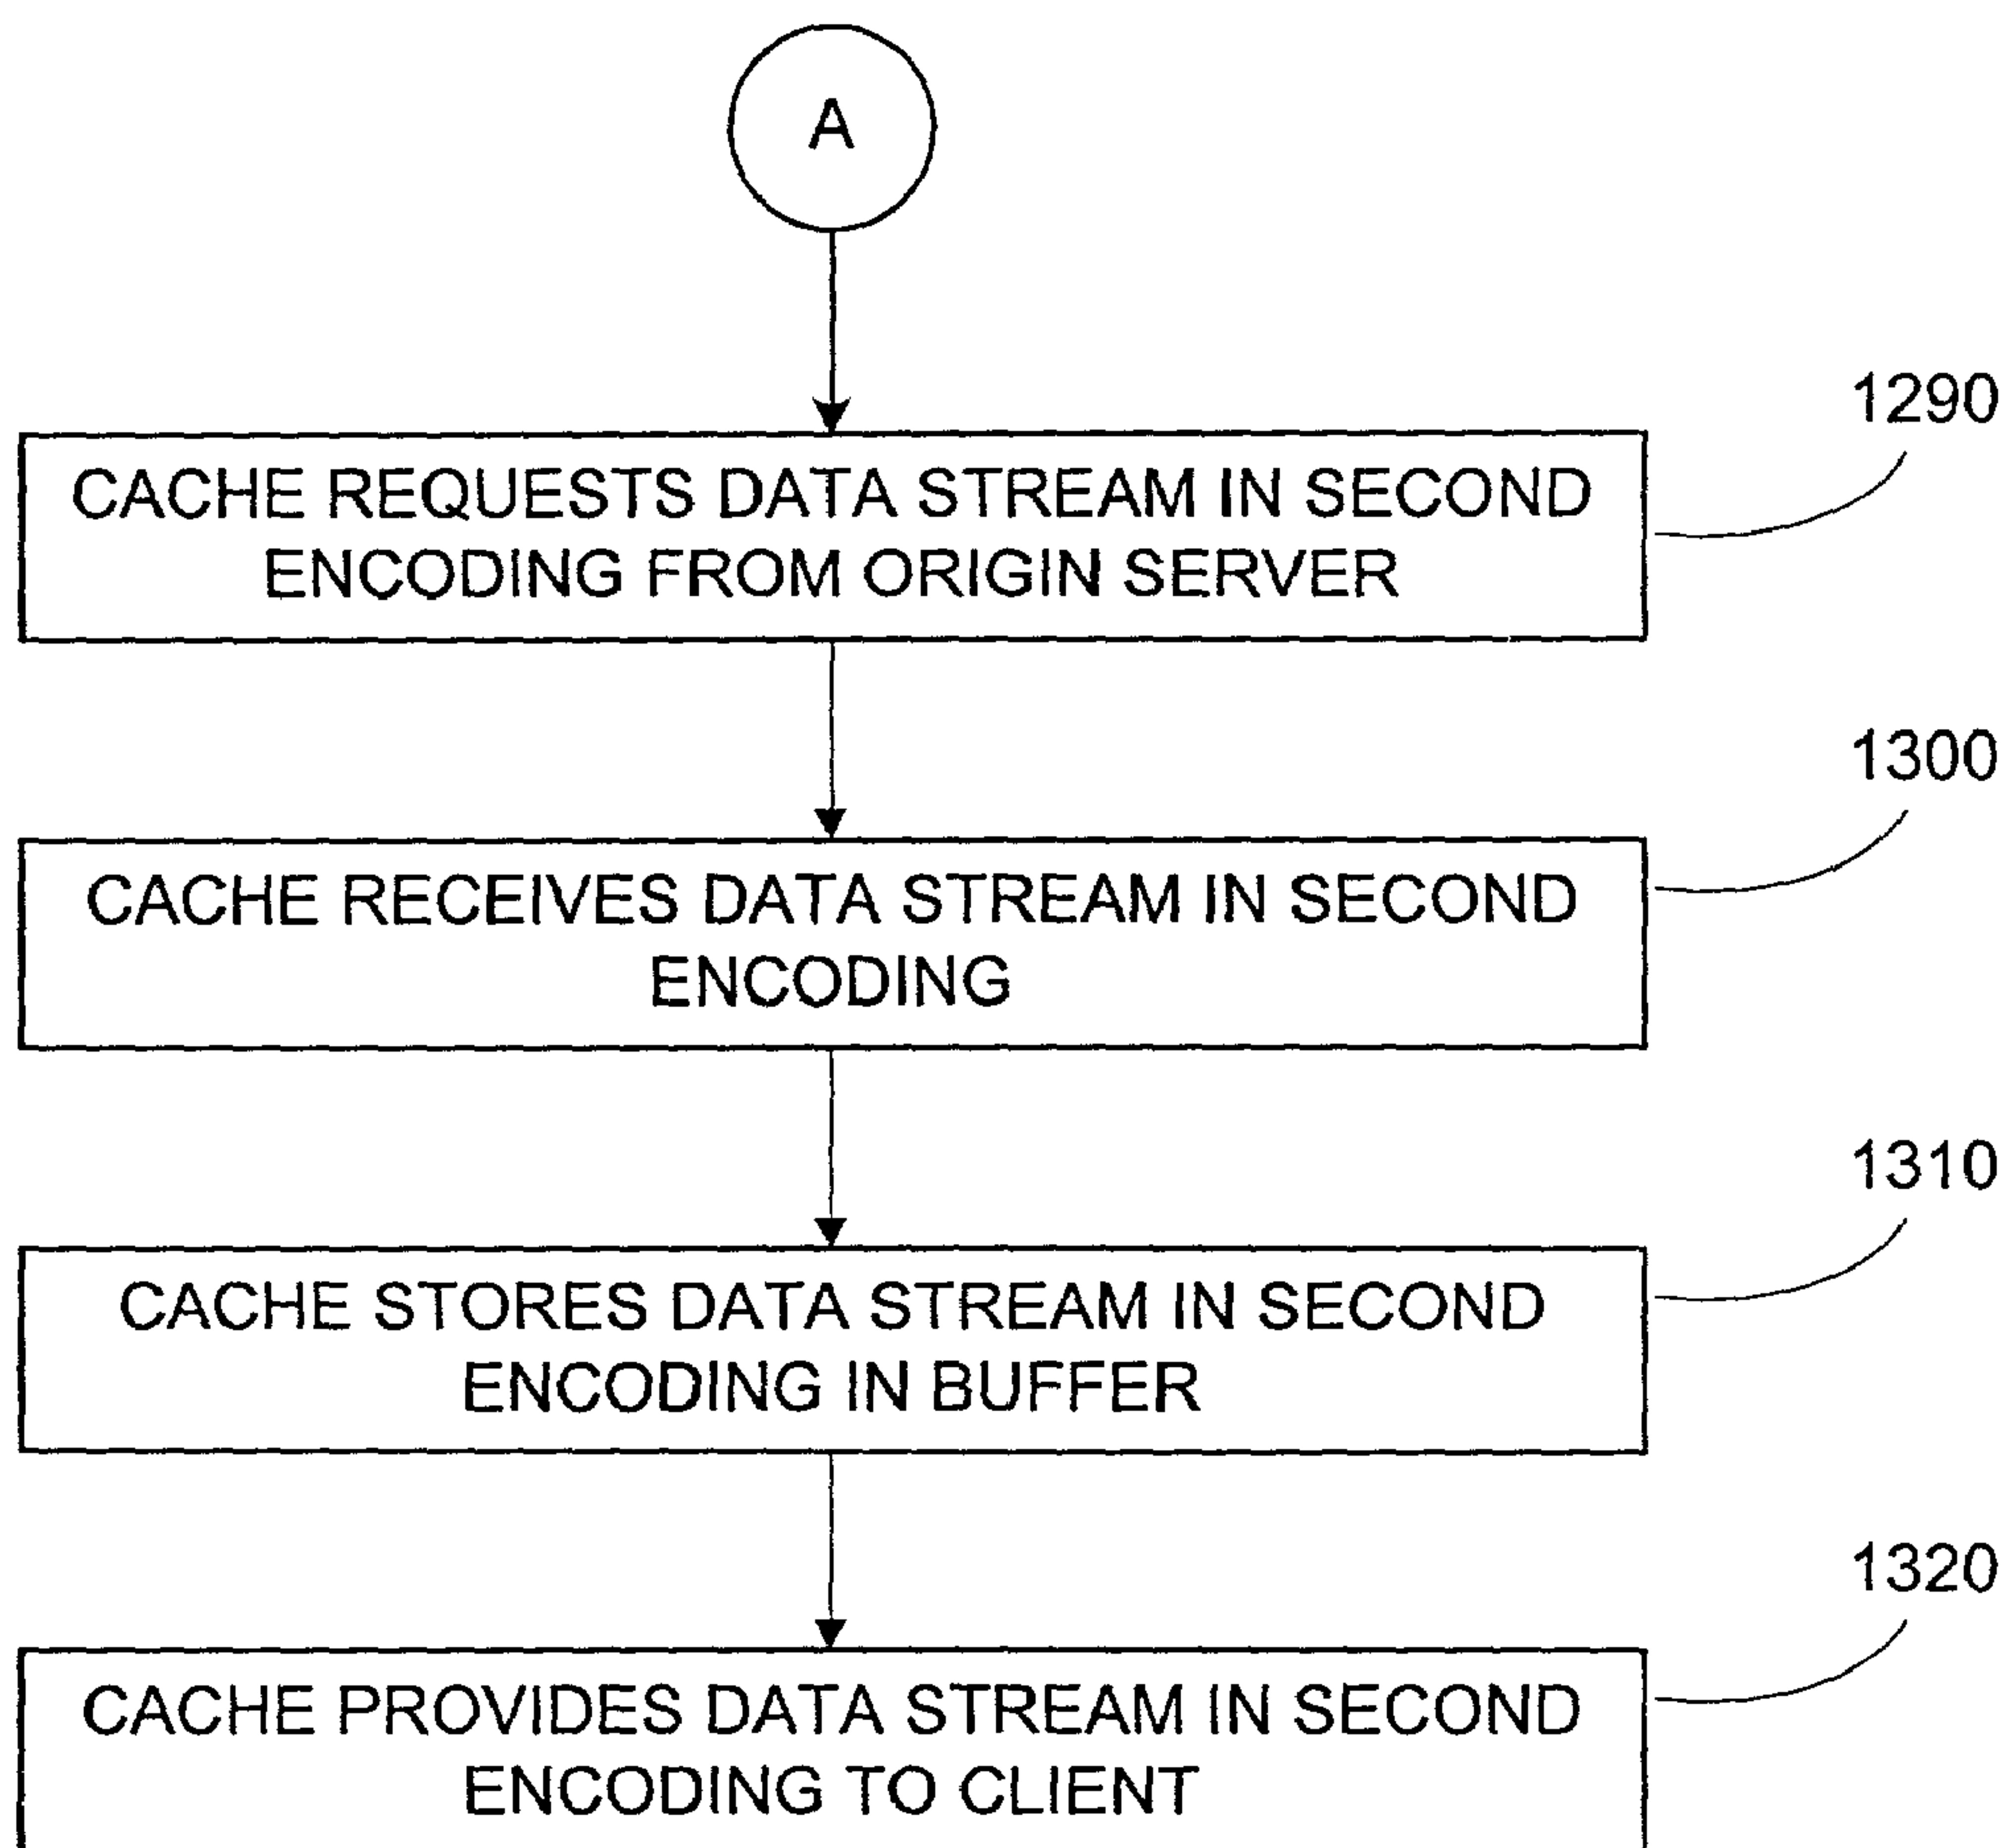 A
1290
CACHE REQUESTS DATA STREAM IN SECOND
ENCODING FROM ORIGIN SERVER
1300
CACHE RECEIVES DATA STREAM IN SECOND
ENCODING
1310
CACHE STORES DATA STREAM IN SECOND
ENCODING IN BUFFER
1320
CACHE PROVIDES DATA STREAM IN SECOND
ENCODING TO CLIENT